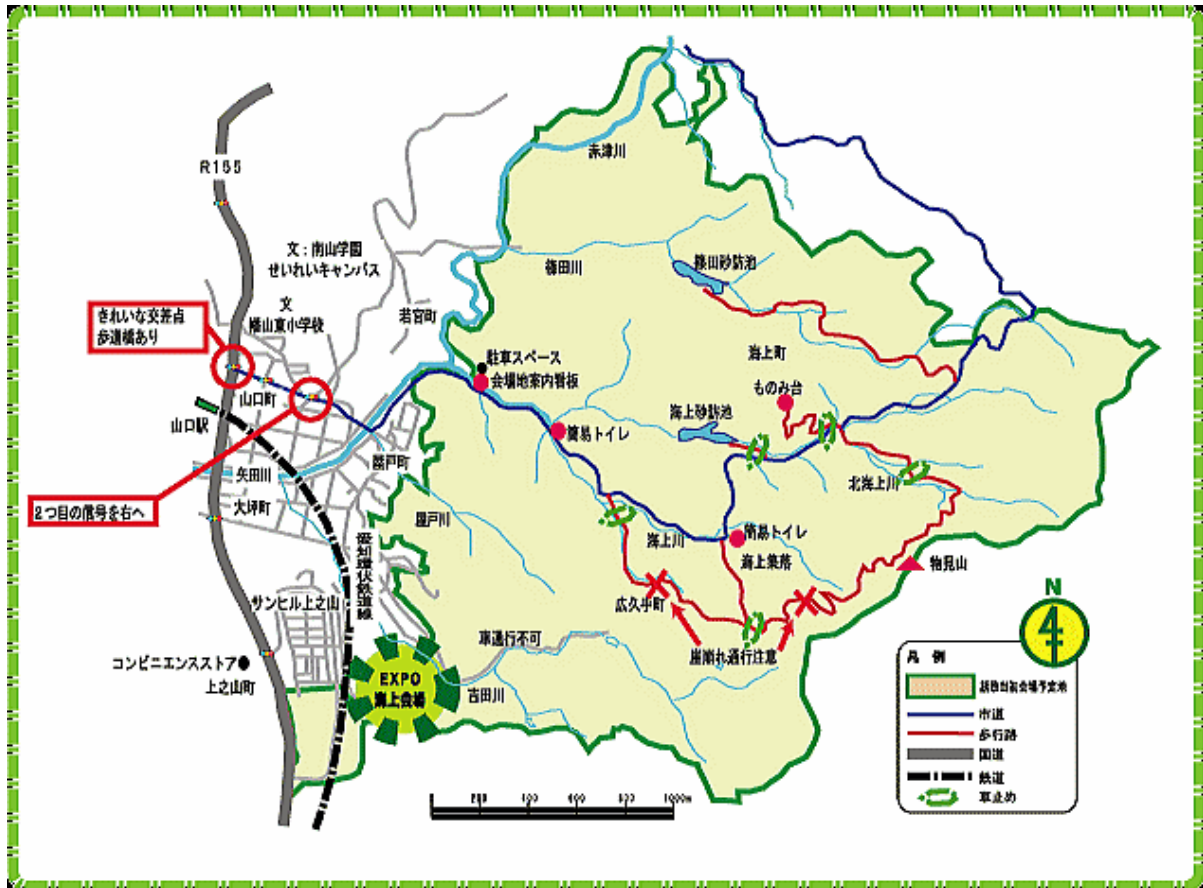 R155
赤津川
文：南山学園
せいれいキャンパス
篠田川
篠田砂防池
きれいな交差点
歩道橋あり
文
幡山東小学校
若宮町
駐車スペース
会場地案内看板
海上町
ものみ台
山口町
山口駅
簡易トイレ
海上砂防池
矢田川
屋戸町
北海上川
大坪町
2つ目の信号を右へ
屋戸川
海上川
簡易トイレ
海上集落
物見山
愛知環状鉄道線
広久手町
サンヒル上之山
車通行不可
崖崩れ通行注意
コンビニエンスストア
上之山町
EXPO
海上会場
吉田川
N
凡 例
市道
歩行路
国道
鉄道
車止め
200
400
600
800
1000m